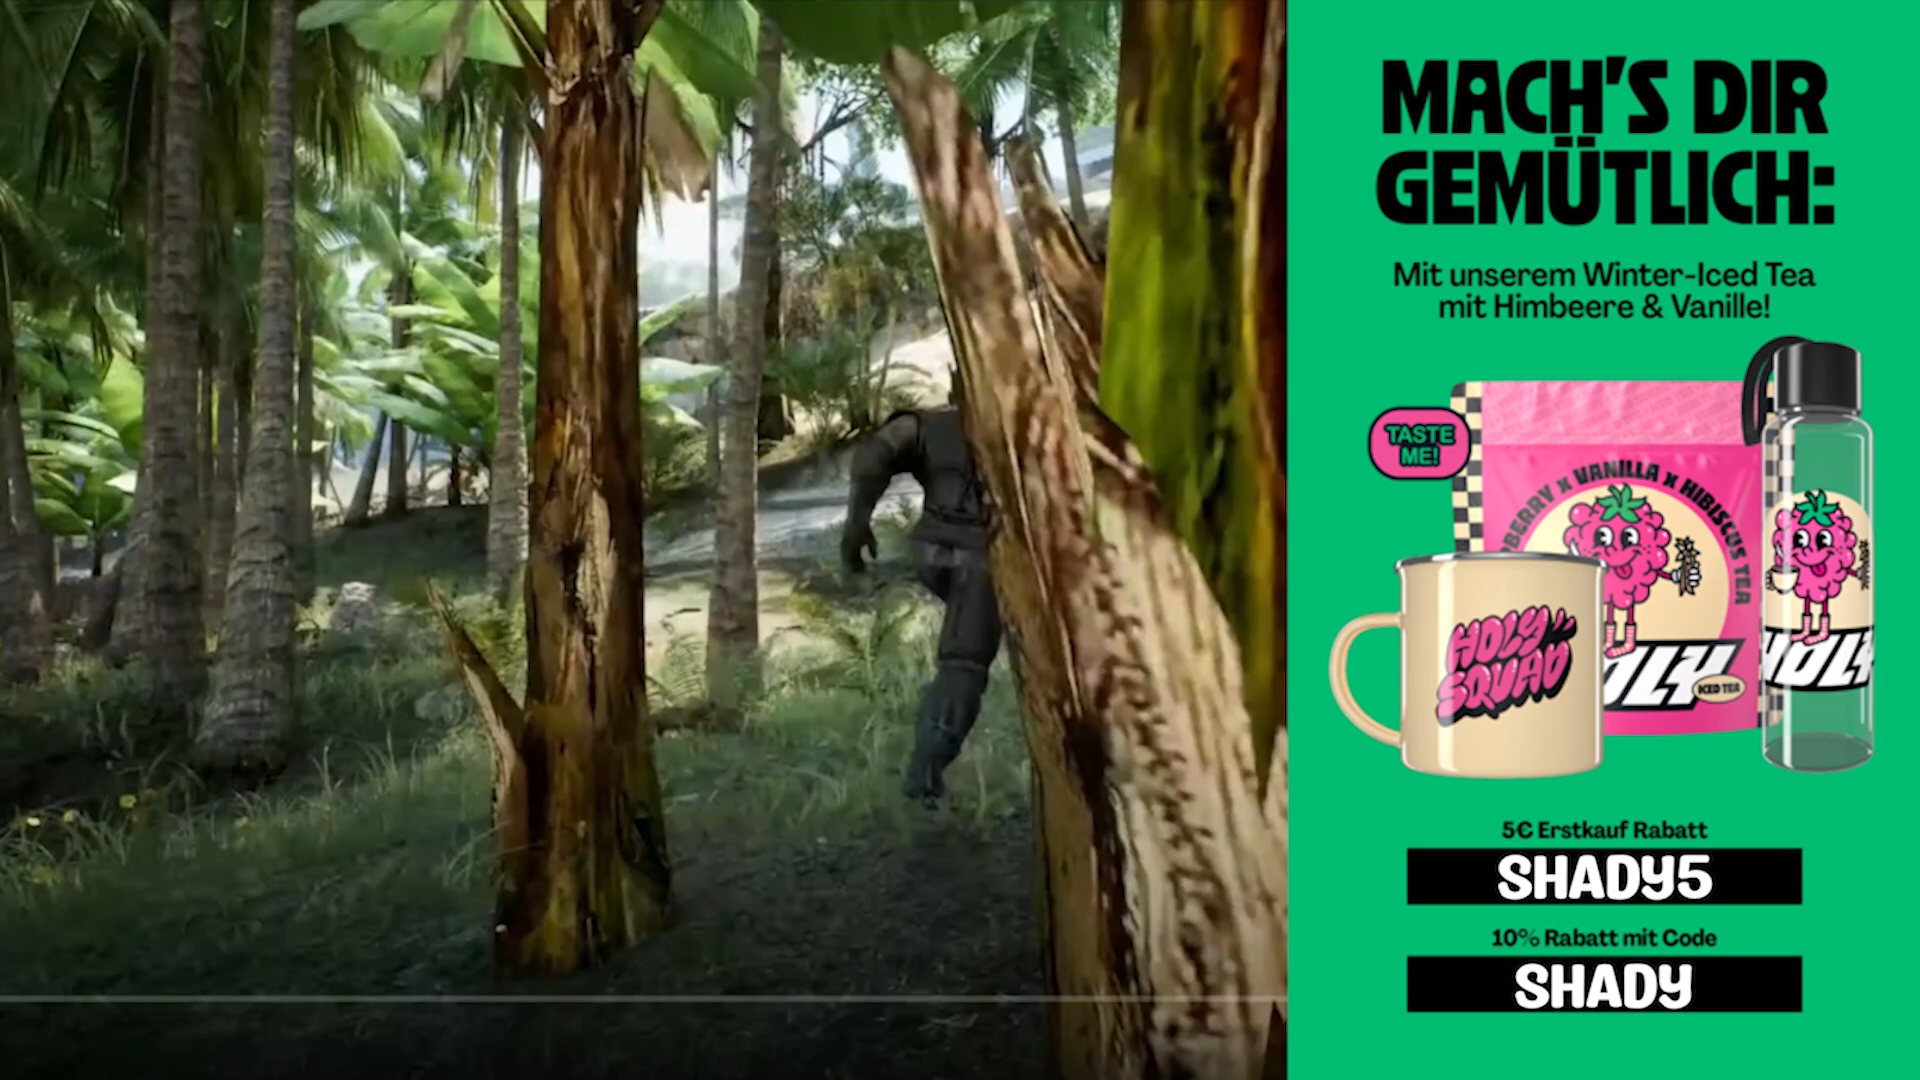 MACH'S DIR
GEMÜTLICH:
Mit unserem Winter-Iced Tea
mit Himbeere & Vanille!
TASTE
ME!
VANILLA x HIBISCUS TEA
HOLY
SQUAD
ICED TEA
HOLY
5€ Erstkauf Rabatt
SHADY5
10% Rabatt mit Code
SHADY